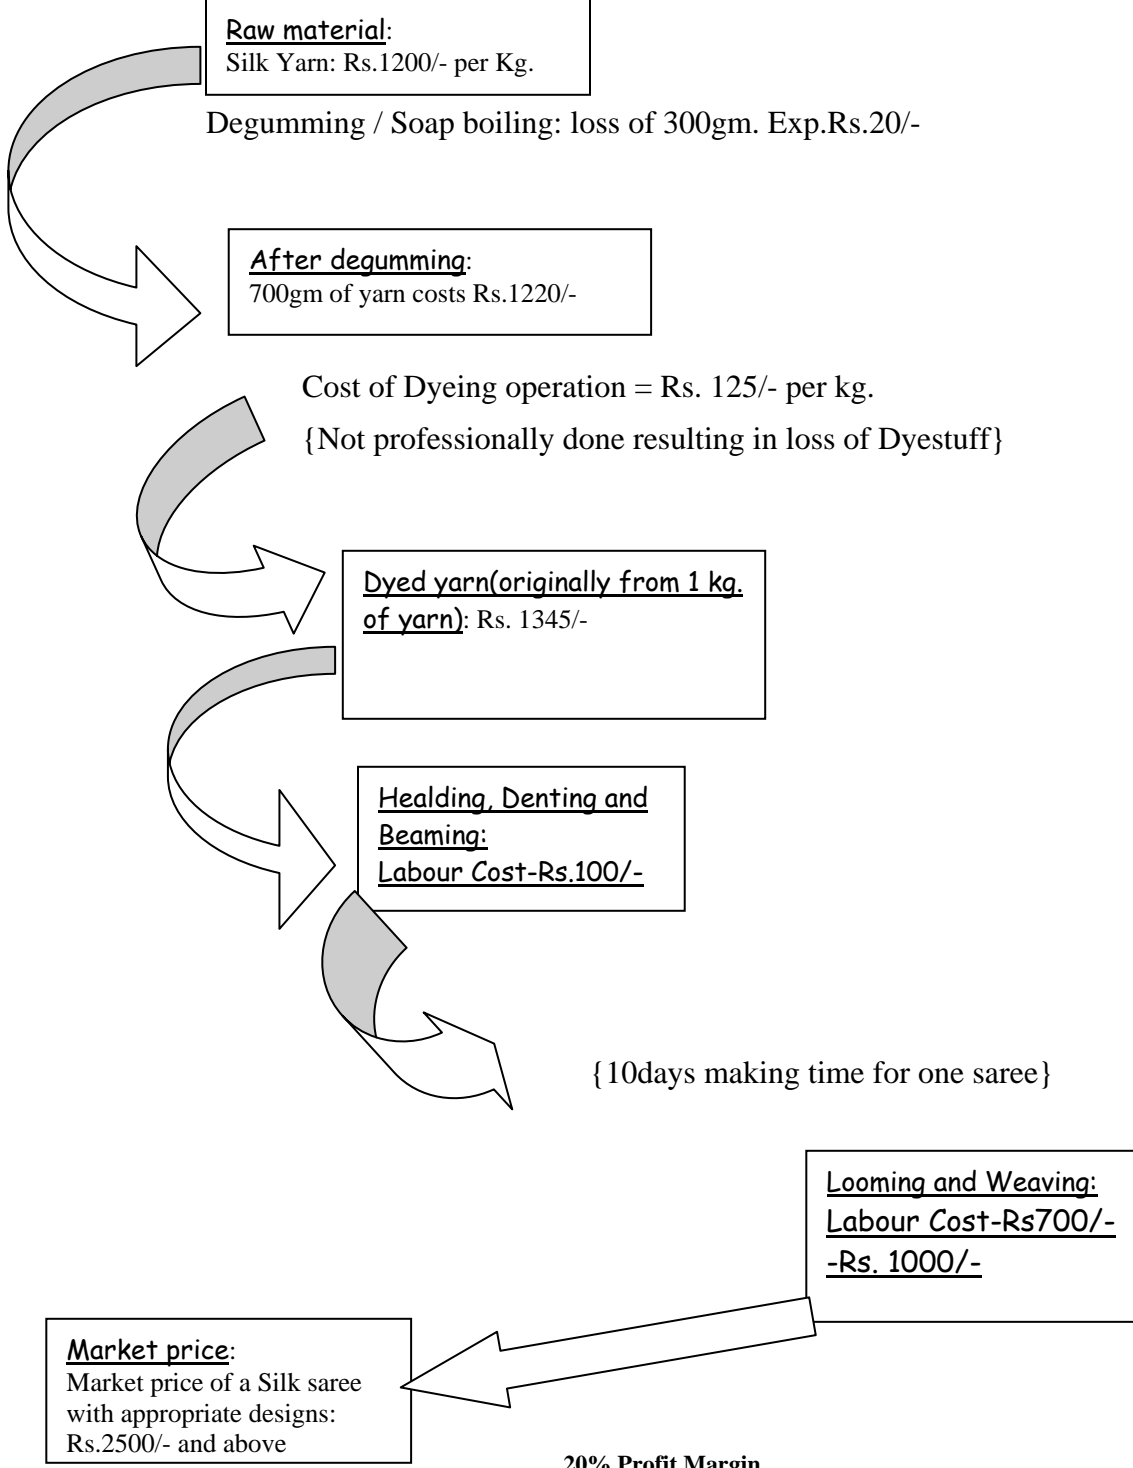 Raw material:
Silk Yarn: Rs.1200/- per Kg.
Degumming / Soap boiling: loss of 300gm. Exp.Rs.20/-
After degumming:
700gm of yarn costs Rs.1220/-
Cost of Dyeing operation = Rs. 125/- per kg.
{Not professionally done resulting in loss of Dyestuff}
Dyed yarn(originally from 1 kg.
of yarn): Rs. 1345/-
Healding, Denting and
Beaming:
Labour Cost-Rs.100/-
{10days making time for one saree}
Looming and Weaving:
Labour Cost-Rs700/-
-Rs. 1000/-
Market price:
Market price of a Silk saree
with appropriate designs:
Rs.2500/- and above
20% Profit Margin